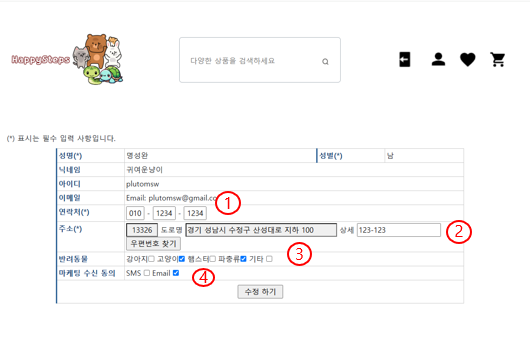 HappySteps
다양한 상품을 검색하세요
(*) 표시는 필수 입력 사항입니다.
성명(*) 명성완 성별(*) 남
닉네임 귀여운냥이
아이디 plutomsw
이메일 Email: plutomsw@gmail.co
연락처(*) 010 - 1234 - 1234 1
주소(*) 13326 도로명 경기 성남시 수정구 산성대로 지하 100 상세 123-123 2
우편번호 찾기
반려동물 강아지 고양이 햄스터 파충류 기타 3
마케팅 수신 동의 SMS Email 4
수정 하기